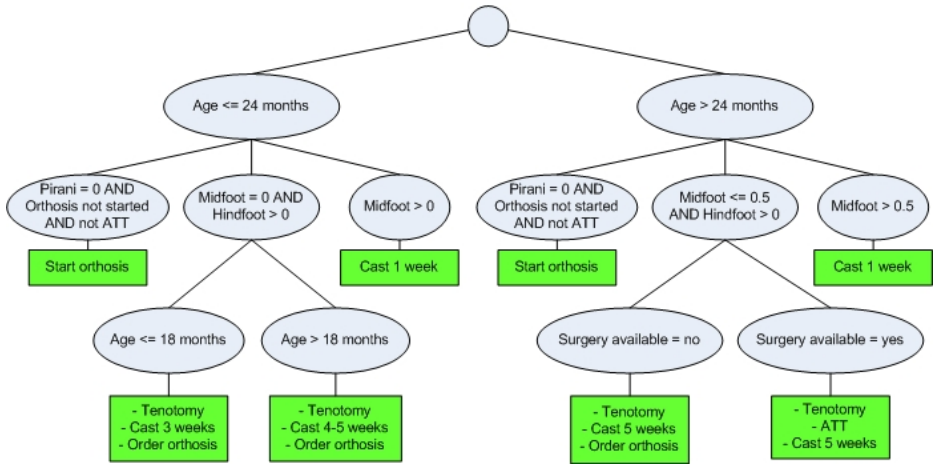 Age <= 24 months
Age > 24 months
Pirani = 0 AND
Orthosis not started
AND not ATT
Midfoot = 0 AND
Hindfoot > 0
Midfoot > 0
Pirani = 0 AND
Orthosis not started
AND not ATT
Midfoot <= 0.5
AND Hindfoot > 0
Midfoot > 0.5
Start orthosis
Cast 1 week
Start orthosis
Cast 1 week
Age <= 18 months
Age > 18 months
Surgery available = no
Surgery available = yes
- Tenotomy
- Cast 3 weeks
- Order orthosis
- Tenotomy
- Cast 4-5 weeks
- Order orthosis
- Tenotomy
- Cast 5 weeks
- Order orthosis
- Tenotomy
- ATT
- Cast 5 weeks